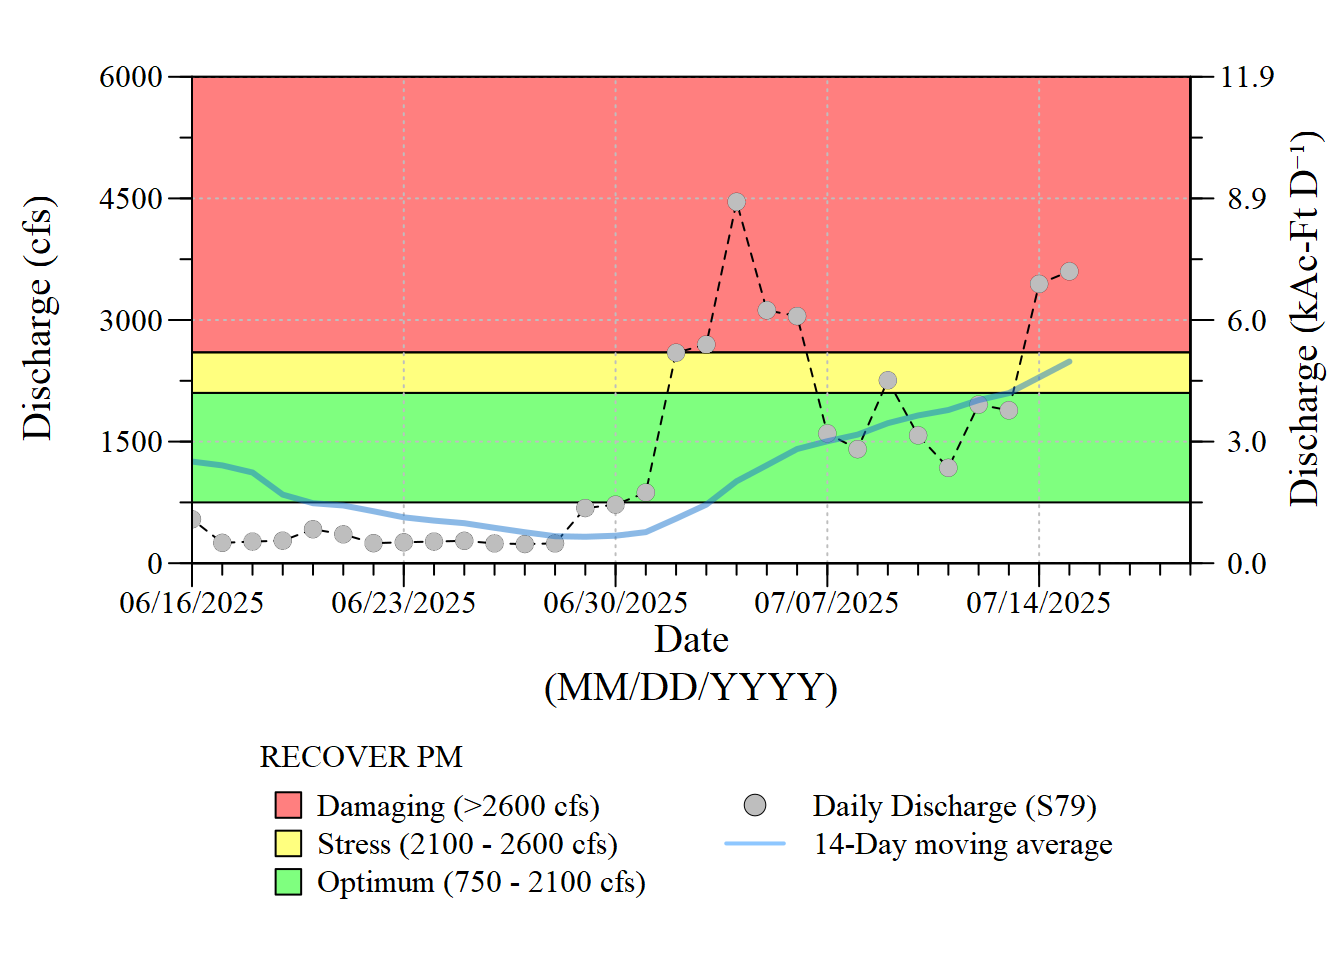 6000
4500
3000
1500
0
Discharge (cfs)
11.9
8.9
6.0
3.0
0.0
Discharge (kAc-Ft D⁻¹)
06/16/2025 06/23/2025 06/30/2025 07/07/2025 07/14/2025
Date
(MM/DD/YYYY)
RECOVER PM
Damaging (>2600 cfs)
Stress (2100 - 2600 cfs)
Optimum (750 - 2100 cfs)
Daily Discharge (S79)
14-Day moving average